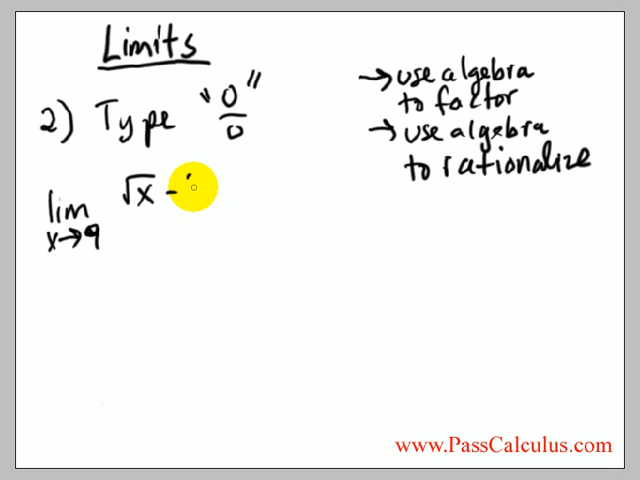 Limits
2) Type "0/0"
→ use algebra
to factor
→ use algebra
to rationalize
lim x→9 √x -
www.PassCalculus.com